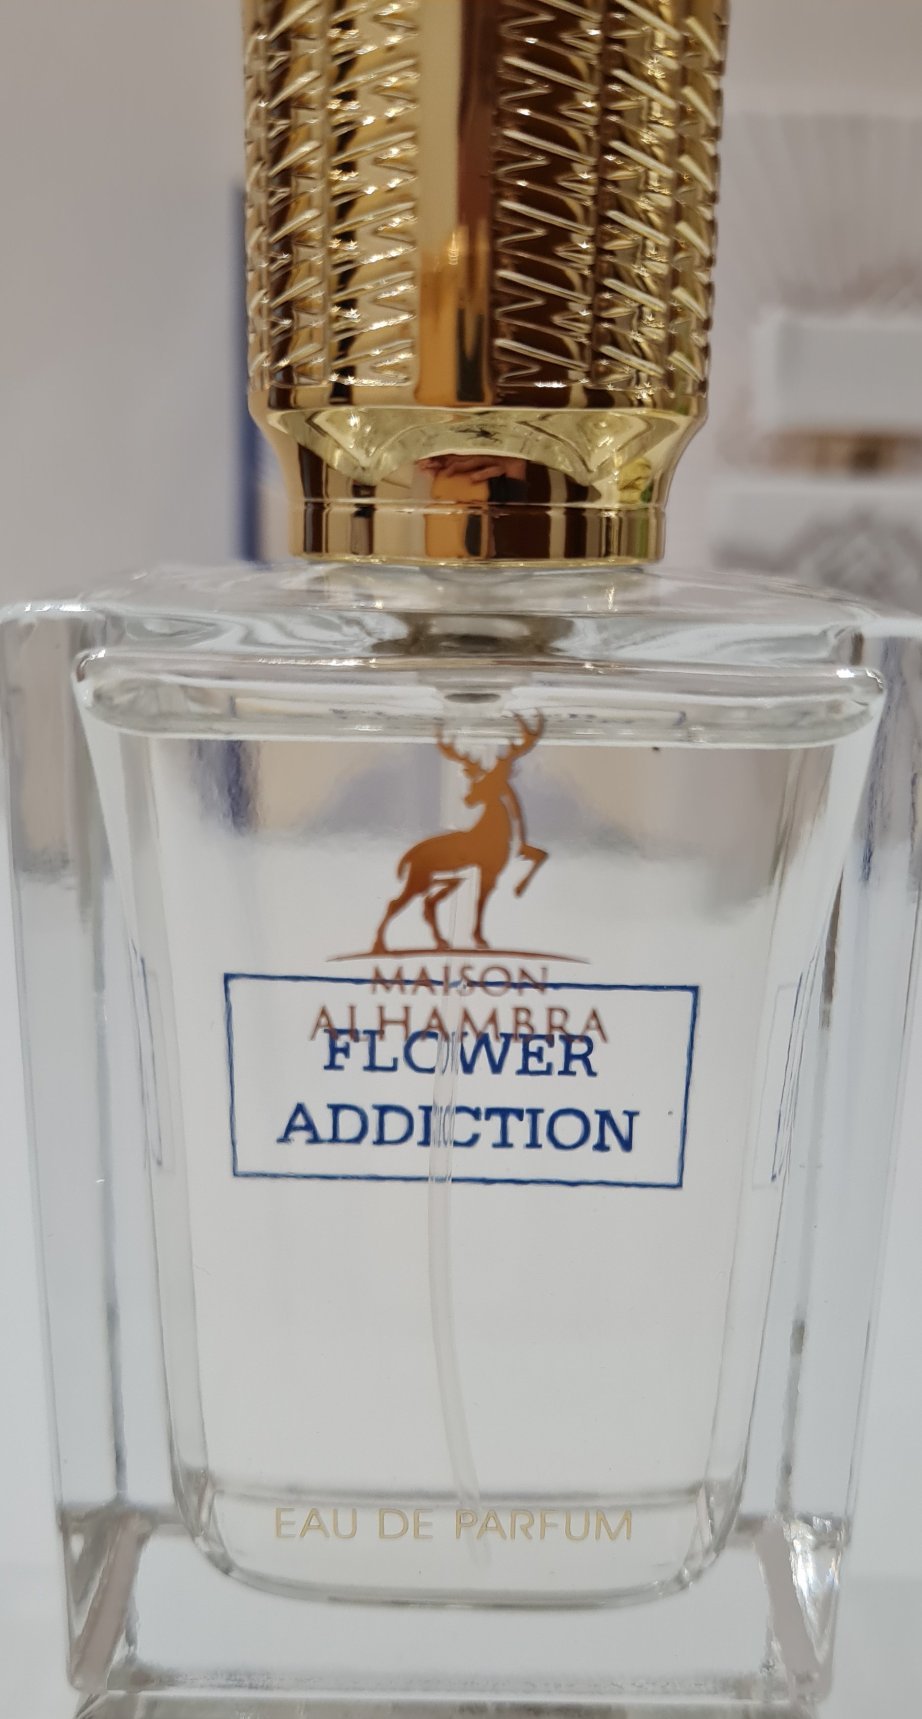 MAISON
ALHAMBRA
FLOWER
ADDICTION
EAU DE PARFUM